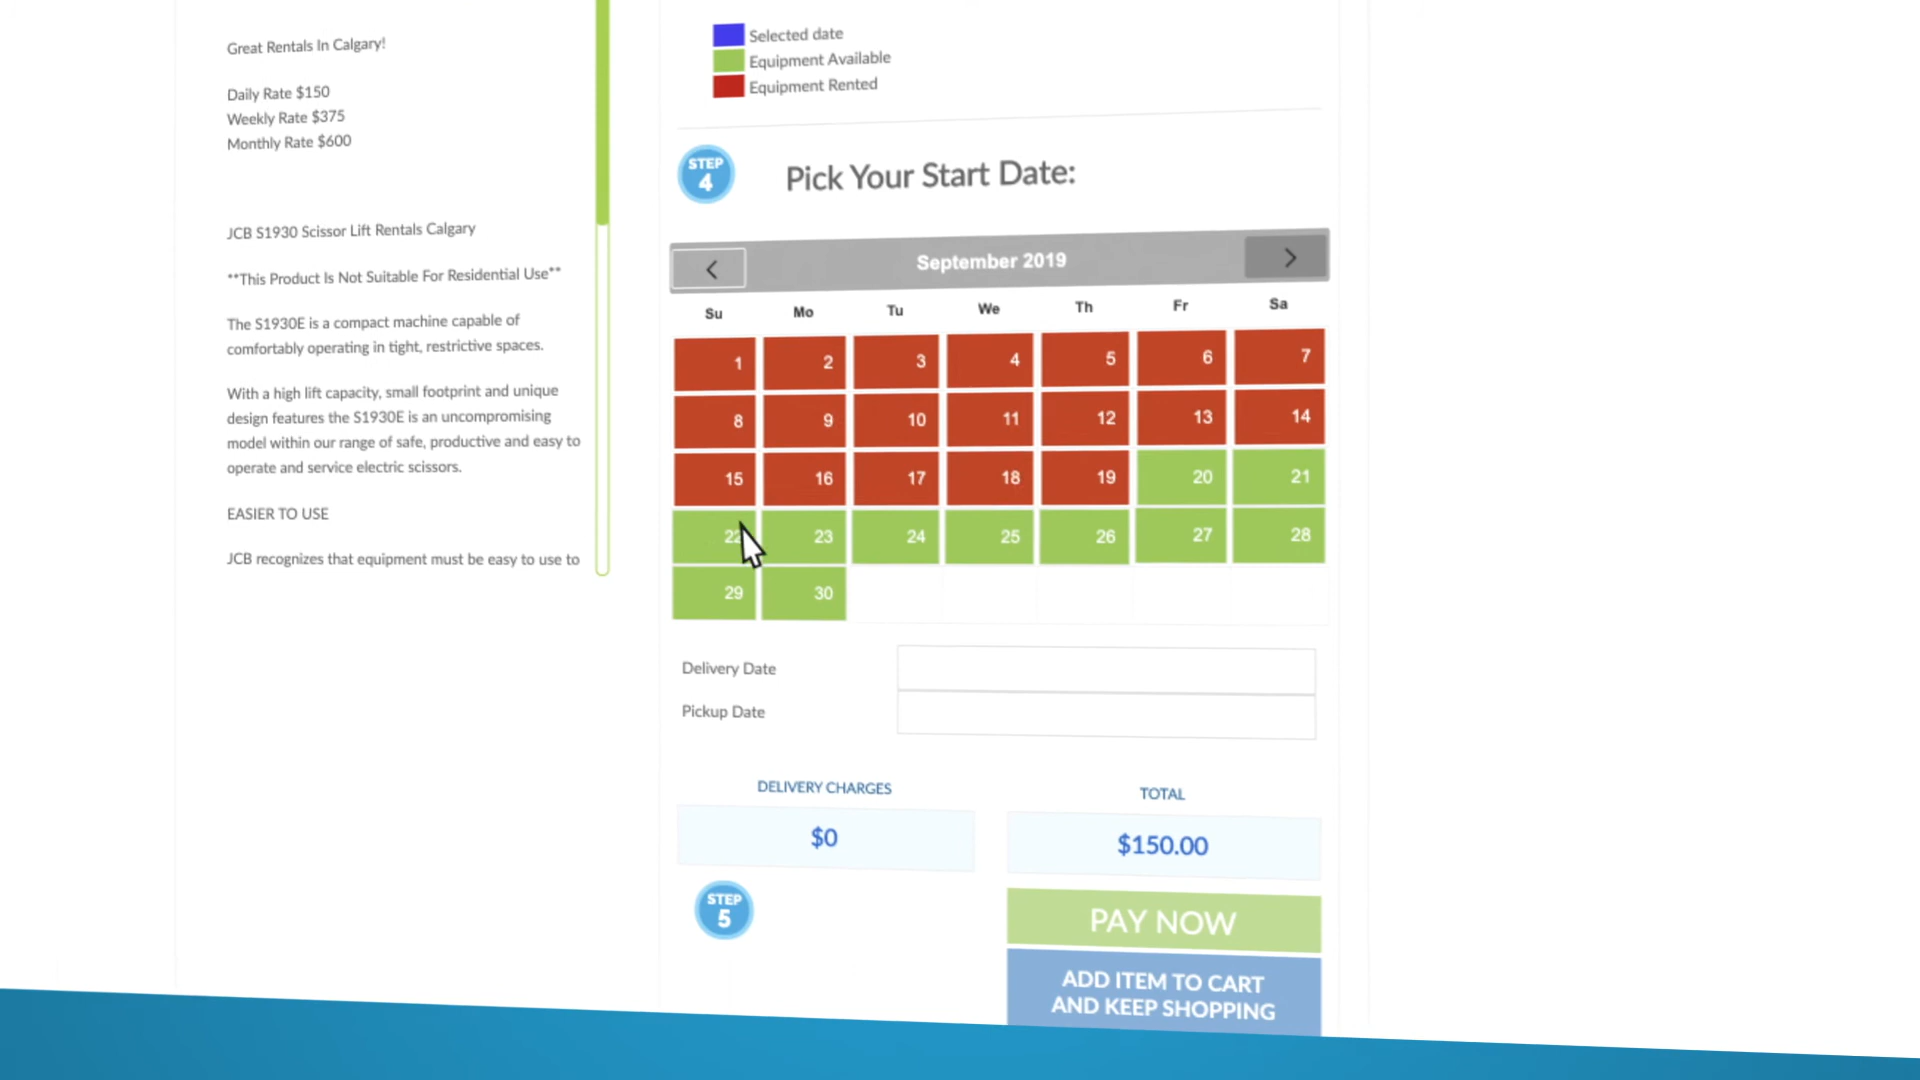 Great Rentals In Calgary!
Daily Rate $150
Weekly Rate $375
Monthly Rate $600
JCB S1930 Scissor Lift Rentals Calgary
**This Product Is Not Suitable For Residential Use**
The S1930E is a compact machine capable of
comfortably operating in tight, restrictive spaces.
With a high lift capacity, small footprint and unique
design features the S1930E is an uncompromising
model within our range of safe, productive and easy to
operate and service electric scissors.
EASIER TO USE
JCB recognizes that equipment must be easy to use to
Selected date
Equipment Available
Equipment Rented
STEP
4
Pick Your Start Date:
September 2019
Su Mo Tu We Th Fr Sa
1 2 3 4 5 6 7
8 9 10 11 12 13 14
15 16 17 18 19 20 21
22 23 24 25 26 27 28
29 30
Delivery Date
Pickup Date
DELIVERY CHARGES
$0
TOTAL
$150.00
STEP
5
PAY NOW
ADD ITEM TO CART
AND KEEP SHOPPING